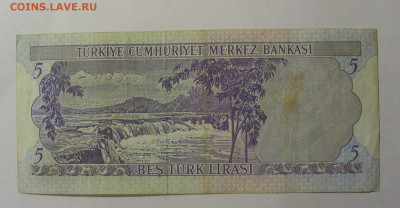 COINS.LAVE.RU
TÜRKİYE CUMHURİYET MERKEZ BANKASI
5 5
5 5
BEŞ TÜRK LİRASI